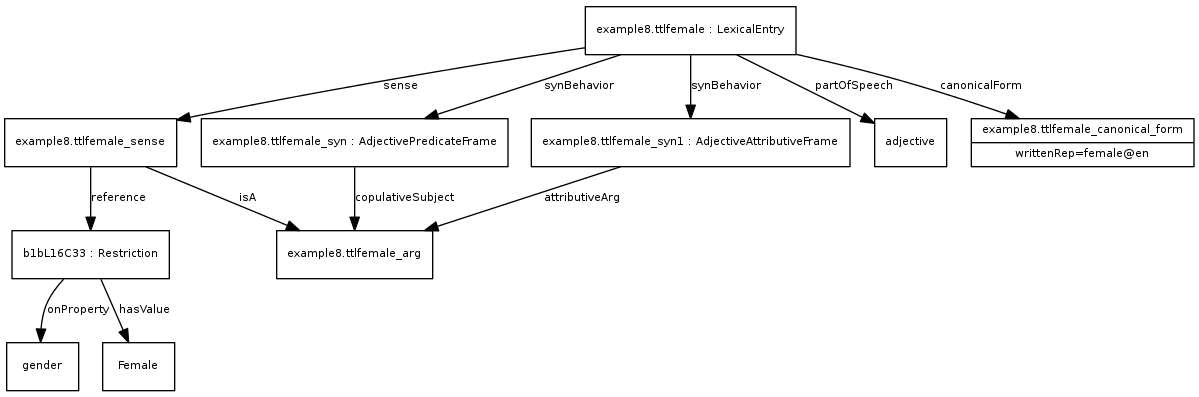 example8.ttlfemale : LexicalEntry
sense
synBehavior
synBehavior
partOfSpeech
canonicalForm
example8.ttlfemale_sense
example8.ttlfemale_syn : AdjectivePredicateFrame
example8.ttlfemale_syn1 : AdjectiveAttributiveFrame
adjective
example8.ttlfemale_canonical_form
writtenRep=female@en
reference
isA
copulativeSubject
attributiveArg
b1bL16C33 : Restriction
example8.ttlfemale_arg
onProperty
hasValue
gender
Female